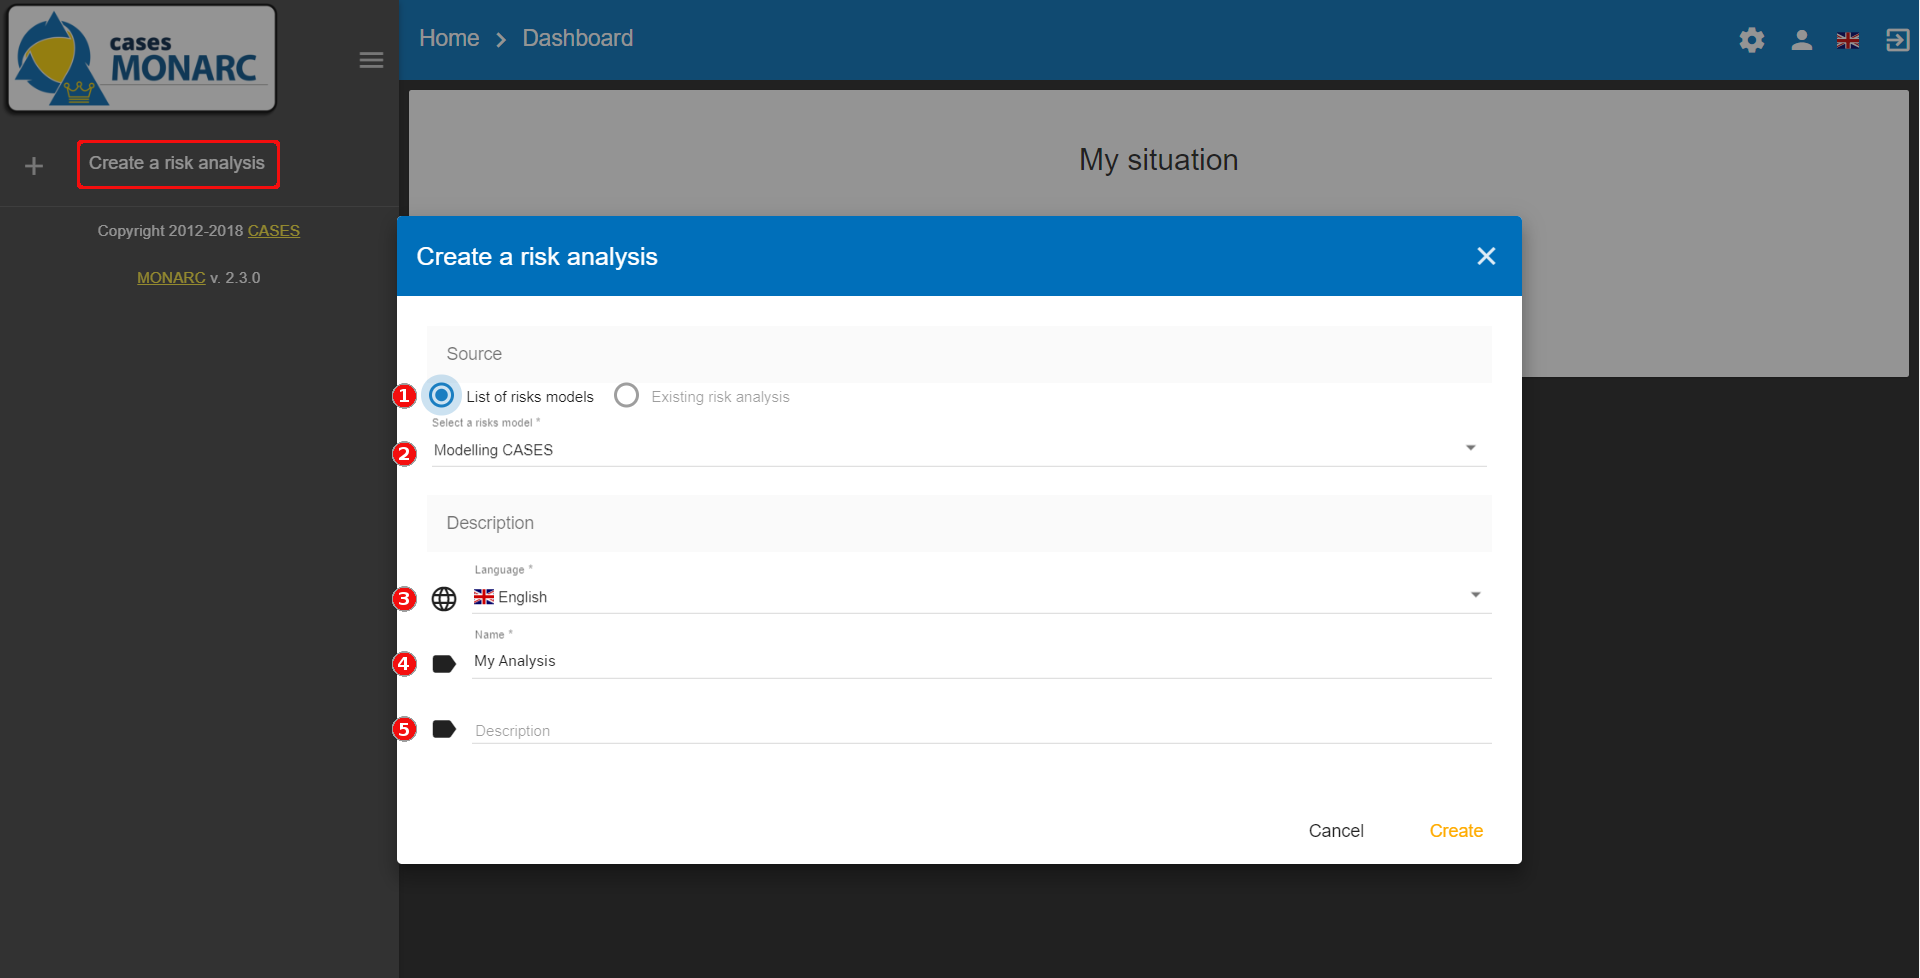 cases
MONARC
Home > Dashboard
Create a risk analysis
Copyright 2012-2018 CASES
MONARC v. 2.3.0
My situation
Create a risk analysis
Source
1 List of risks models Existing risk analysis
Select a risks model *
2 Modelling CASES
Description
Language *
3 English
Name *
4 My Analysis
5 Description
Cancel Create